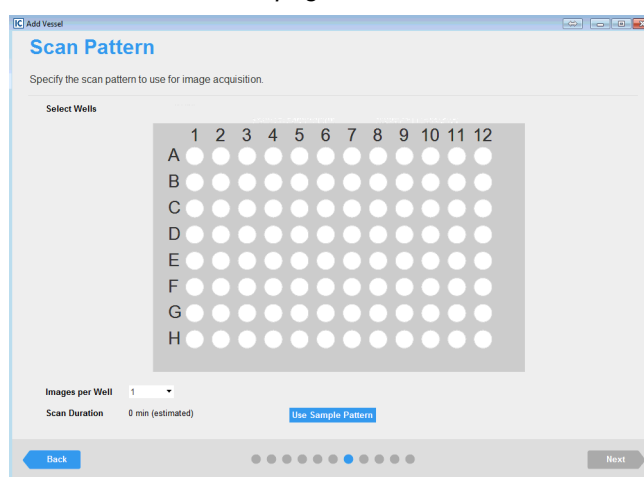 IC Add Vessel
Scan Pattern
Specify the scan pattern to use for image acquisition.
Select Wells
1 2 3 4 5 6 7 8 9 10 11 12
A
B
C
D
E
F
G
H
Images per Well 1
Scan Duration 0 min (estimated) Use Sample Pattern
Back Next